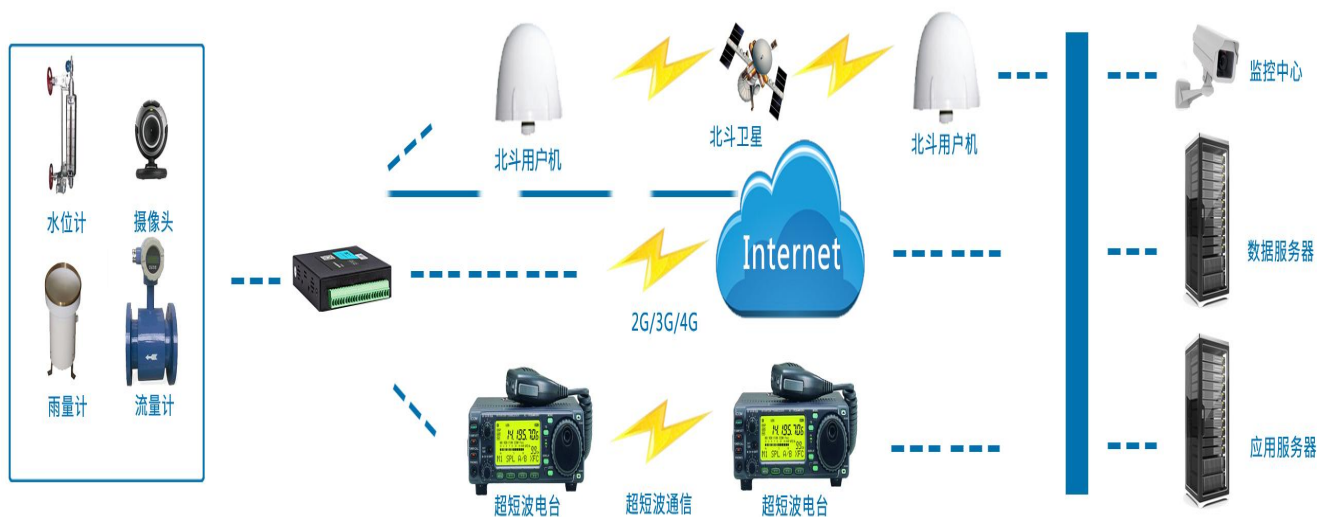 水位计
摄像头
雨量计
流量计
北斗用户机
北斗卫星
北斗用户机
Internet
2G/3G/4G
超短波电台
超短波通信
超短波电台
监控中心
数据服务器
应用服务器